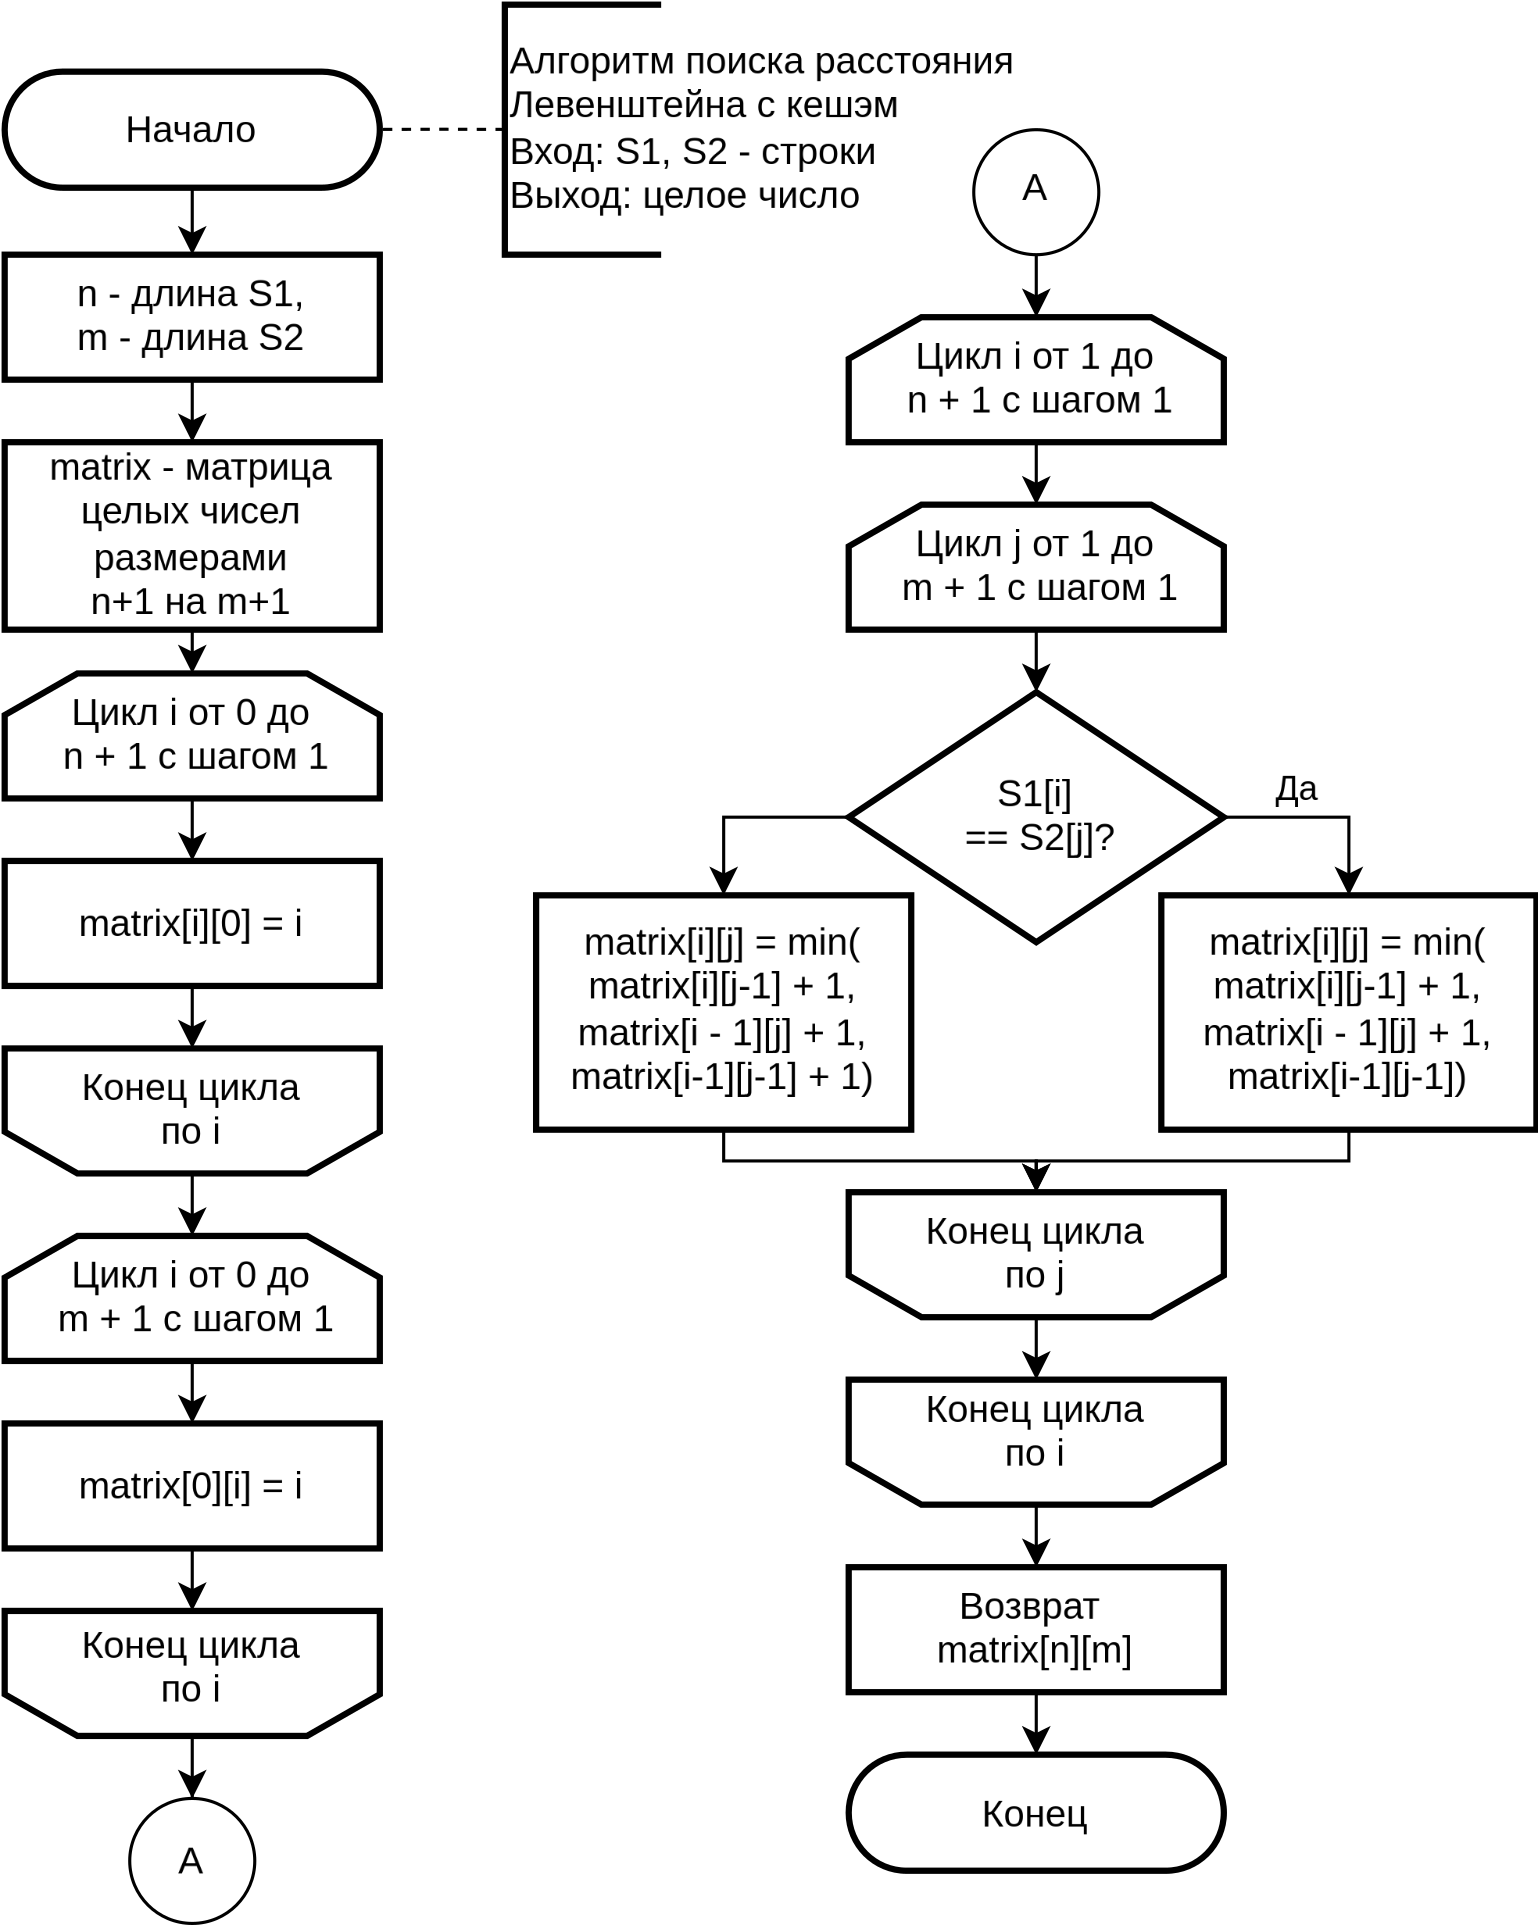 Начало
Алгоритм поиска расстояния
Левенштейна с кешэм
Вход: S1, S2 - строки
Выход: целое число
n - длина S1,
m - длина S2
matrix - матрица
целых чисел
размерами
n+1 на m+1
Цикл i от 0 до
n + 1 с шагом 1
matrix[i][0] = i
Конец цикла
по i
Цикл i от 0 до
m + 1 с шагом 1
matrix[0][i] = i
Конец цикла
по i
A
A
Цикл i от 1 до
n + 1 с шагом 1
Цикл j от 1 до
m + 1 с шагом 1
S1[i]
== S2[j]?
Да
matrix[i][j] = min(
matrix[i][j-1] + 1,
matrix[i - 1][j] + 1,
matrix[i-1][j-1] + 1)
matrix[i][j] = min(
matrix[i][j-1] + 1,
matrix[i - 1][j] + 1,
matrix[i-1][j-1])
Конец цикла
по j
Конец цикла
по i
Возврат
matrix[n][m]
Конец